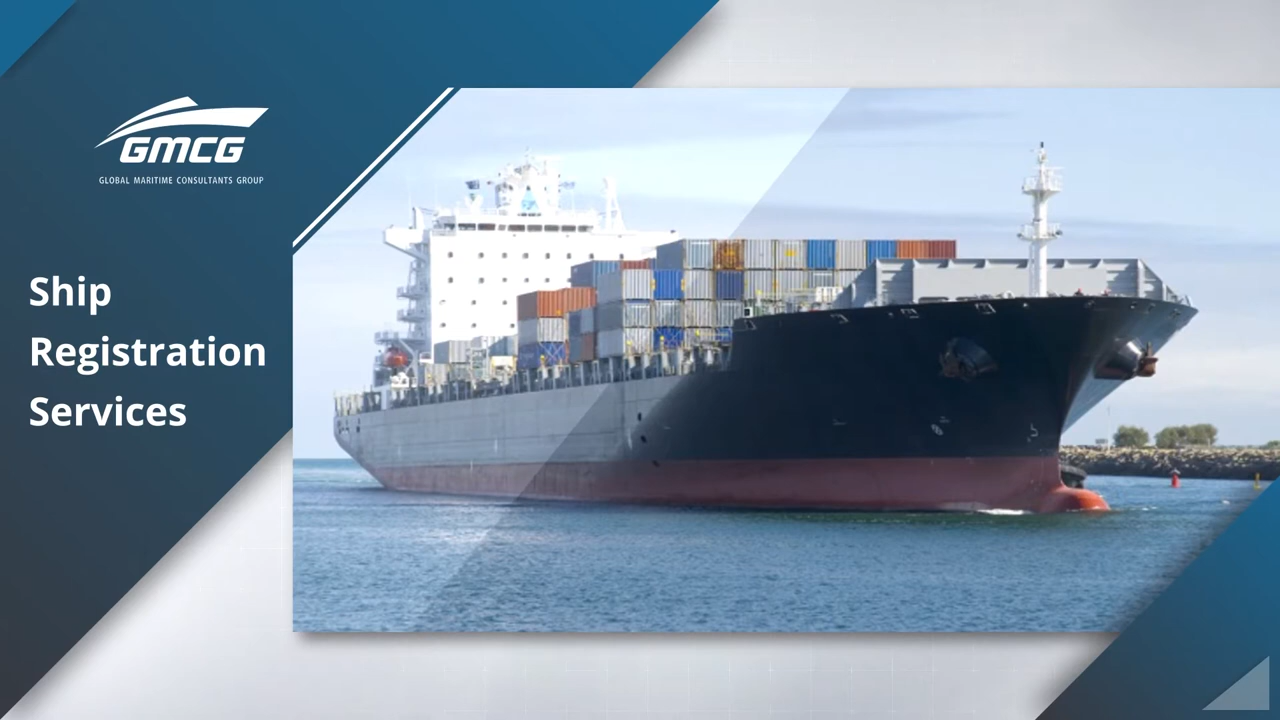 GMCG
GLOBAL MARITIME CONSULTANTS GROUP
Ship
Registration
Services